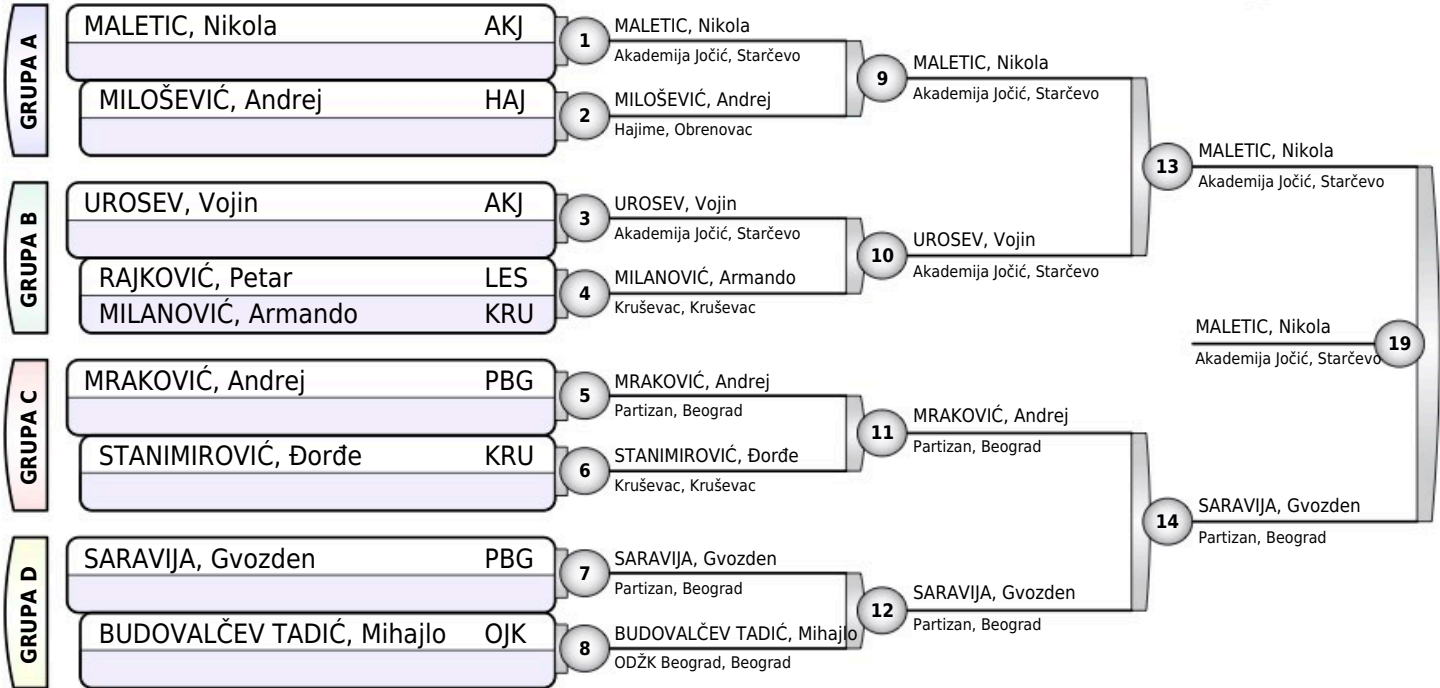 GRUPA A
MALETIC, Nikola AKJ
MILOŠEVIĆ, Andrej HAJ
GRUPA B
UROSEV, Vojin AKJ
RAJKOVIĆ, Petar LES
MILANOVIĆ, Armando KRU
GRUPA C
MRAKOVIĆ, Andrej PBG
STANIMIROVIĆ, Đorđe KRU
GRUPA D
SARAVIJA, Gvozden PBG
BUDOVALČEV TADIĆ, Mihajlo OJK
1
MALETIC, Nikola
Akademija Jočić, Starčevo
2
MILOŠEVIĆ, Andrej
Hajime, Obrenovac
3
UROSEV, Vojin
Akademija Jočić, Starčevo
4
MILANOVIĆ, Armando
Kruševac, Kruševac
5
MRAKOVIĆ, Andrej
Partizan, Beograd
6
STANIMIROVIĆ, Đorđe
Kruševac, Kruševac
7
SARAVIJA, Gvozden
Partizan, Beograd
8
BUDOVALČEV TADIĆ, Mihajlo
ODŽK Beograd, Beograd
9
MALETIC, Nikola
Akademija Jočić, Starčevo
10
UROSEV, Vojin
Akademija Jočić, Starčevo
11
MRAKOVIĆ, Andrej
Partizan, Beograd
12
SARAVIJA, Gvozden
Partizan, Beograd
13
MALETIC, Nikola
Akademija Jočić, Starčevo
14
SARAVIJA, Gvozden
Partizan, Beograd
MALETIC, Nikola
Akademija Jočić, Starčevo
19